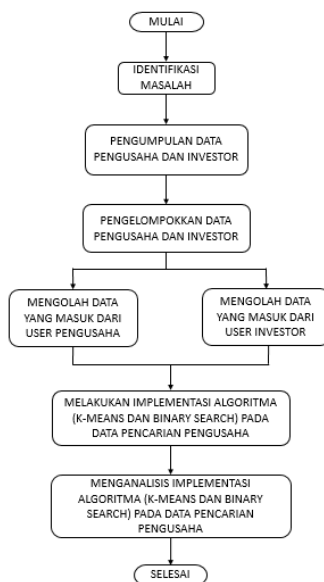 MULAI
IDENTIFIKASI
MASALAH
PENGUMPULAN DATA
PENGUSAHA DAN INVESTOR
PENGELOMPOKKAN DATA
PENGUSAHA DAN INVESTOR
MENGOLAH DATA
YANG MASUK DARI
USER PENGUSAHA
MENGOLAH DATA
YANG MASUK DARI
USER INVESTOR
MELAKUKAN IMPLEMENTASI ALGORITMA
(K-MEANS DAN BINARY SEARCH) PADA
DATA PENCARIAN PENGUSAHA
MENGANALISIS IMPLEMENTASI
ALGORITMA (K-MEANS DAN BINARY
SEARCH) PADA DATA PENCARIAN
PENGUSAHA
SELESAI